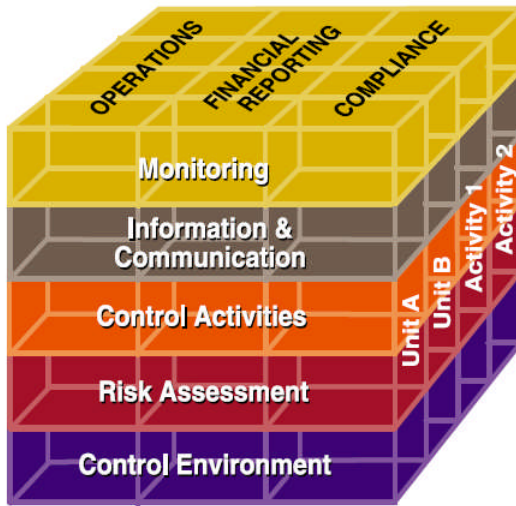 OPERATIONS
FINANCIAL
REPORTING
COMPLIANCE
Monitoring
Information &
Communication
Control Activities
Risk Assessment
Control Environment
Unit A
Unit B
Activity 1
Activity 2